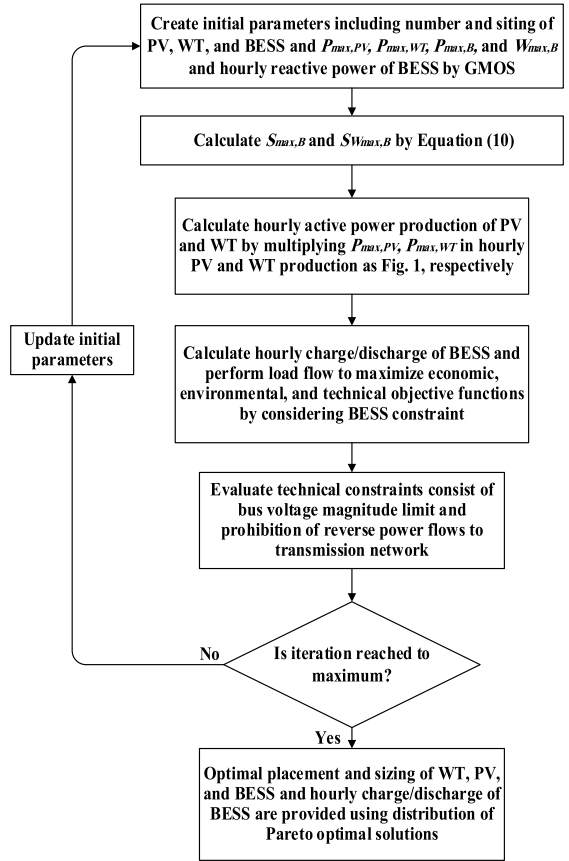 Create initial parameters including number and siting of
PV, WT, and BESS and Pmax,PV, Pmax,WT, Pmax,B, and Wmax,B
and hourly reactive power of BESS by GMOS
Calculate Smax,B and SWmax,B by Equation (10)
Calculate hourly active power production of PV
and WT by multiplying Pmax,PV, Pmax,WT in hourly
PV and WT production as Fig. 1, respectively
Update initial
parameters
Calculate hourly charge/discharge of BESS and
perform load flow to maximize economic,
environmental, and technical objective functions
by considering BESS constraint
Evaluate technical constraints consist of
bus voltage magnitude limit and
prohibition of reverse power flows to
transmission network
No
Is iteration reached to
maximum?
Yes
Optimal placement and sizing of WT, PV,
and BESS and hourly charge/discharge of
BESS are provided using distribution of
Pareto optimal solutions